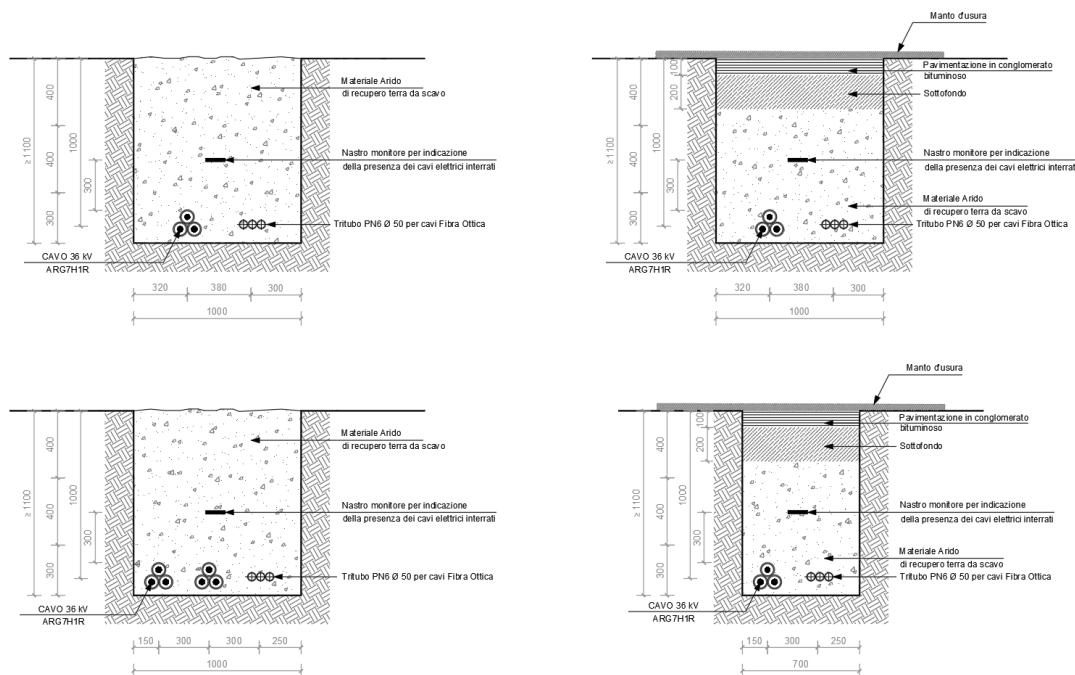 Materiale Arido
di recupero terra da scavo
Nastro monitore per indicazione
della presenza dei cavi elettrici interrati
Tritubo PN6 Ø 50 per cavi Fibra Ottica
CAVO 36 kV
ARG7H1R
≥1100
400
400
300
1000
300
320
380
300
1000
Manto d'usura
Pavimentazione in conglomerato
bituminoso
Sottofondo
Nastro monitore per indicazione
della presenza dei cavi elettrici interrati
Materiale Arido
di recupero terra da scavo
Tritubo PN6 Ø 50 per cavi Fibra Ottica
CAVO 36 kV
ARG7H1R
≥1100
400
400
300
1000
300
100
200
320
380
300
1000
Materiale Arido
di recupero terra da scavo
Nastro monitore per indicazione
della presenza dei cavi elettrici interrati
Tritubo PN6 Ø 50 per cavi Fibra Ottica
CAVO 36 kV
ARG7H1R
≥1100
400
400
300
1000
300
150
300
300
250
1000
Manto d'usura
Pavimentazione in conglomerato
bituminoso
Sottofondo
Nastro monitore per indicazione
della presenza dei cavi elettrici interrati
Materiale Arido
di recupero terra da scavo
Tritubo PN6 Ø 50 per cavi Fibra Ottica
CAVO 36 kV
ARG7H1R
≥1100
400
400
300
1000
300
100
200
150
300
250
700